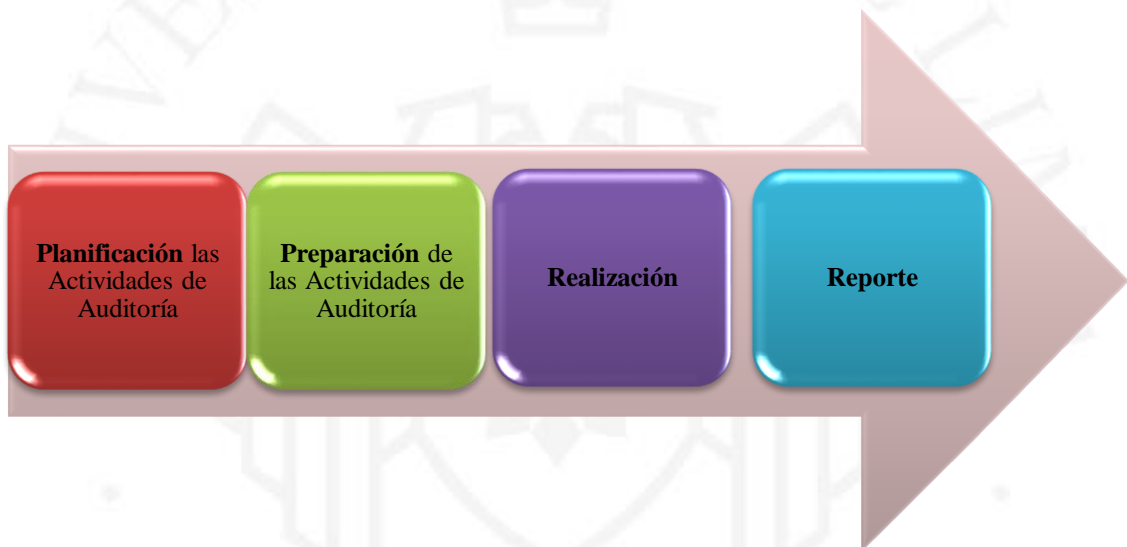 Planificación las
Actividades de
Auditoría
Preparación de
las Actividades de
Auditoría
Realización
Reporte